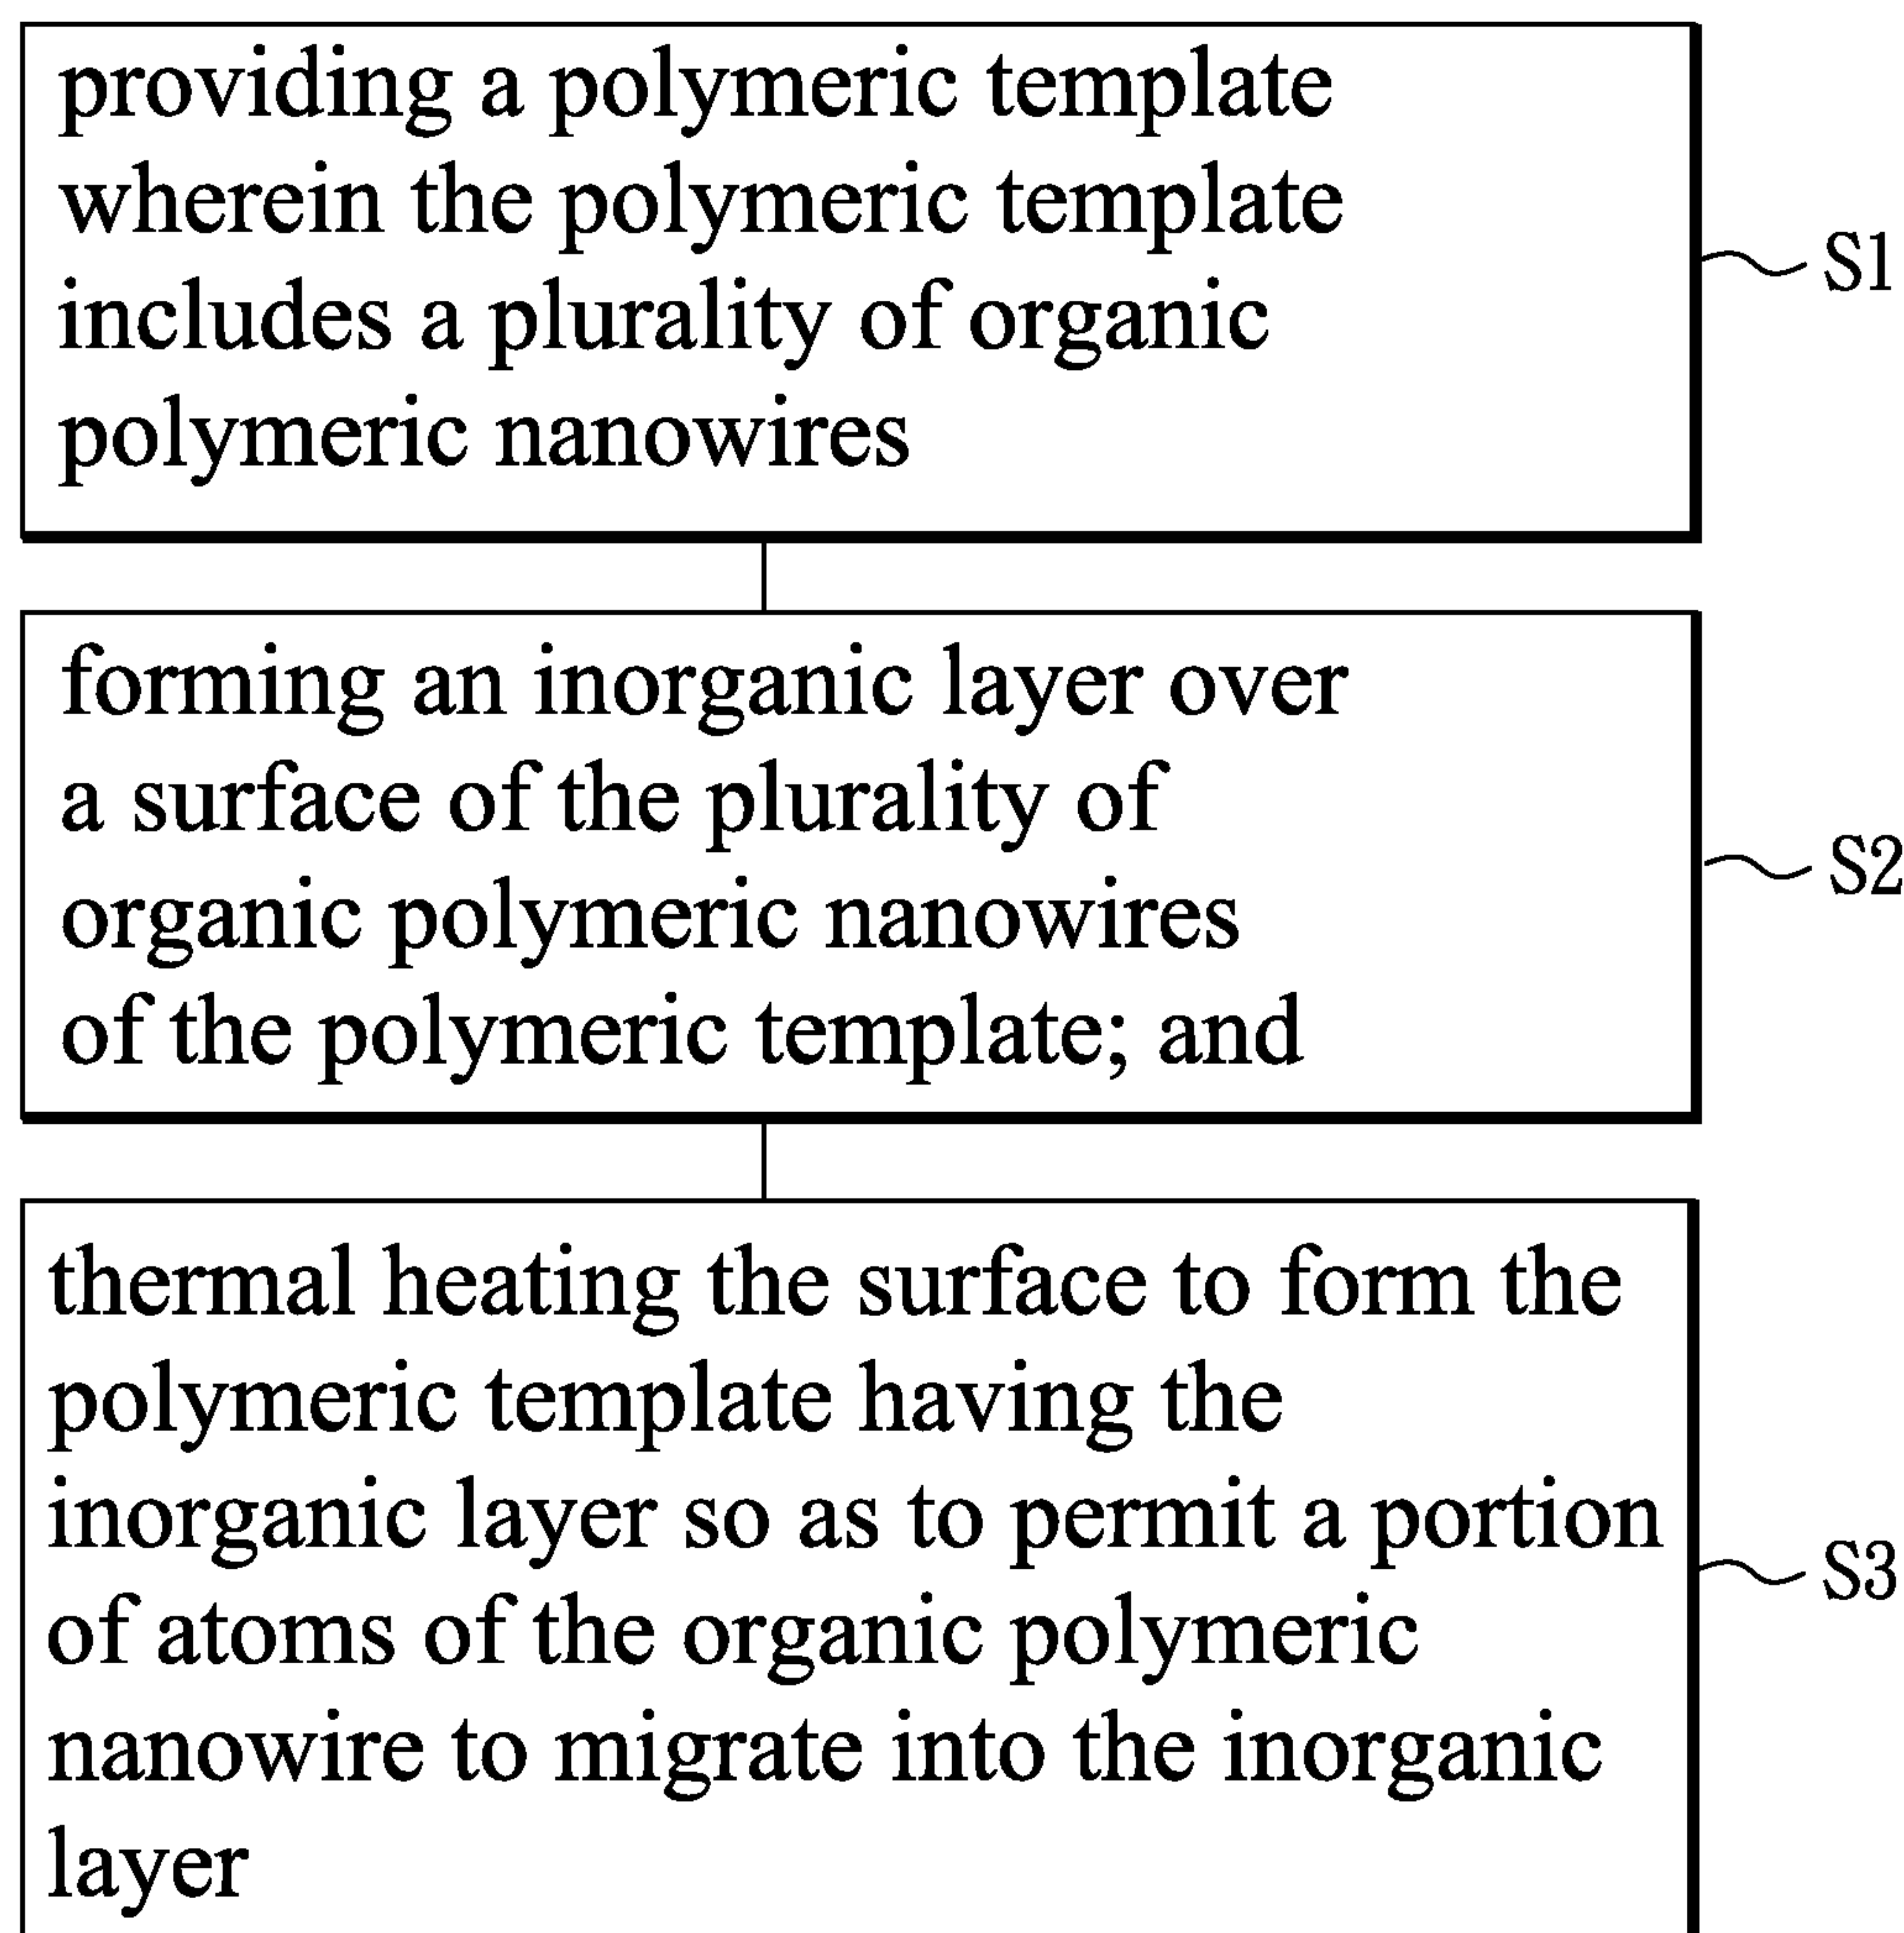 providing a polymeric template
wherein the polymeric template
includes a plurality of organic
polymeric nanowires
S1
forming an inorganic layer over
a surface of the plurality of
organic polymeric nanowires
of the polymeric template; and
S2
thermal heating the surface to form the
polymeric template having the
inorganic layer so as to permit a portion
of atoms of the organic polymeric
nanowire to migrate into the inorganic
layer
S3